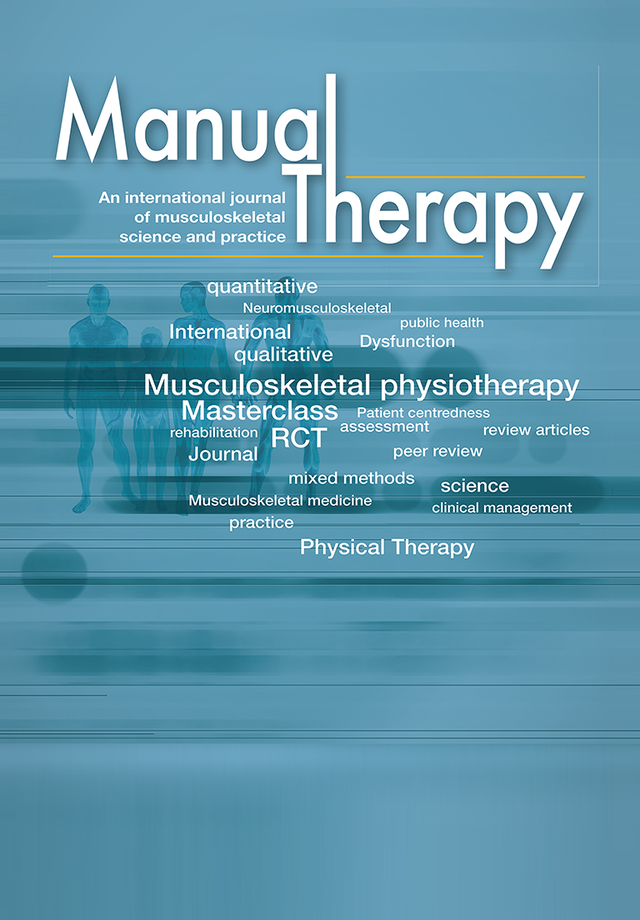 Manual
Therapy
An international journal
of musculoskeletal
science and practice
quantitative
Neuromusculoskeletal
public health
International
Dysfunction
qualitative
Musculoskeletal physiotherapy
Masterclass
Patient centredness
rehabilitation
RCT
assessment
review articles
Journal
peer review
mixed methods
science
Musculoskeletal medicine
clinical management
practice
Physical Therapy